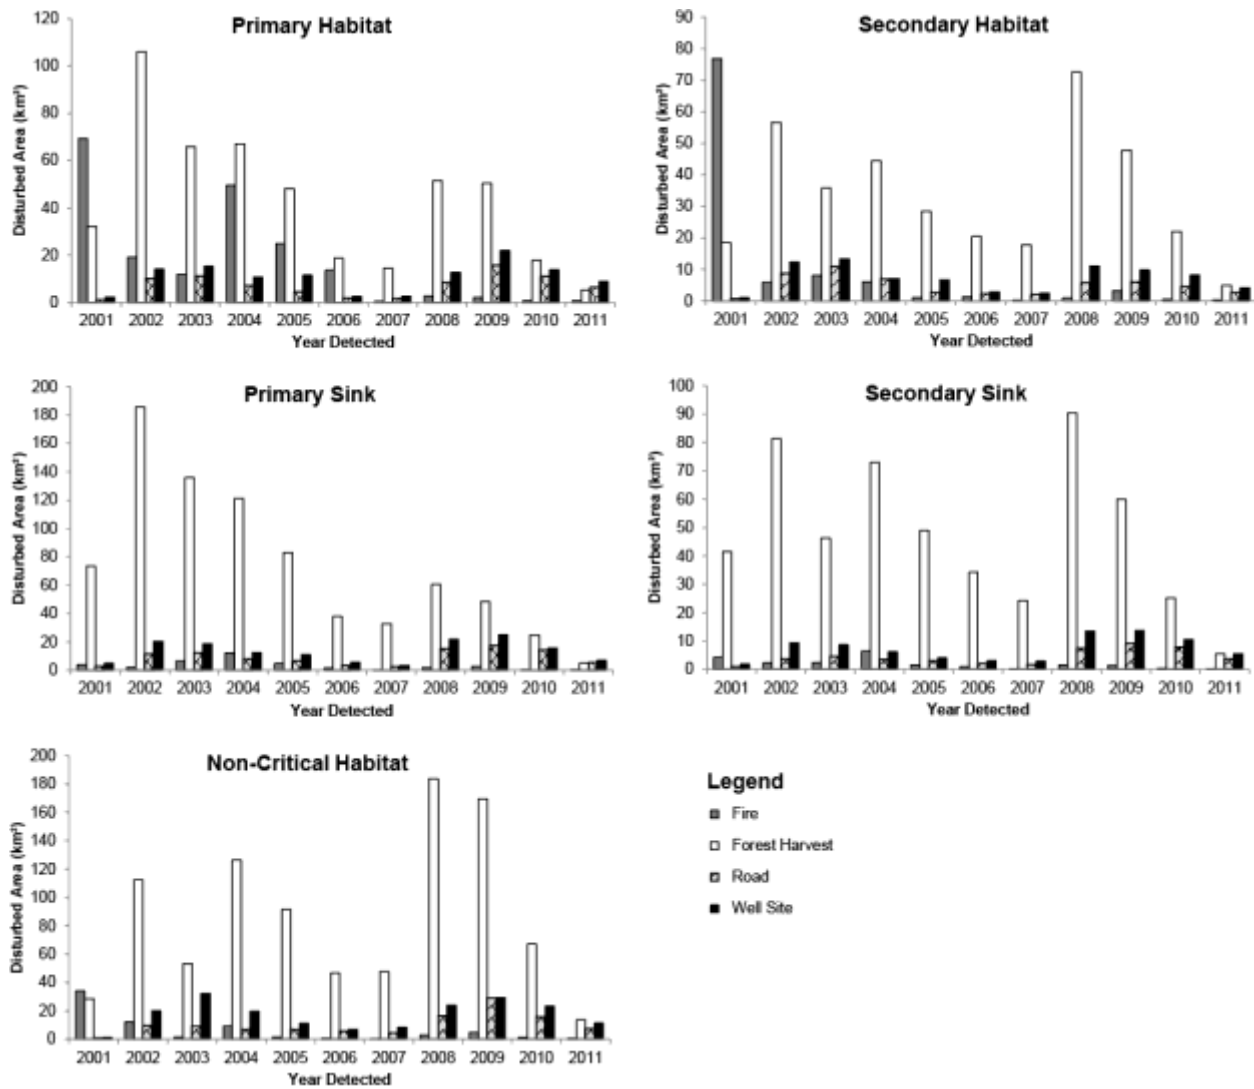 Primary Habitat
Disturbed Area (km²)
120
100
80
60
40
20
0
2001 2002 2003 2004 2005 2006 2007 2008 2009 2010 2011
Year Detected
Secondary Habitat
Disturbed Area (km²)
90
80
70
60
50
40
30
20
10
0
2001 2002 2003 2004 2005 2006 2007 2008 2009 2010 2011
Year Detected
Primary Sink
Disturbed Area (km²)
200
180
160
140
120
100
80
60
40
20
0
2001 2002 2003 2004 2005 2006 2007 2008 2009 2010 2011
Year Detected
Secondary Sink
Disturbed Area (km²)
100
90
80
70
60
50
40
30
20
10
0
2001 2002 2003 2004 2005 2006 2007 2008 2009 2010 2011
Year Detected
Non-Critical Habitat
Disturbed Area (km²)
200
180
160
140
120
100
80
60
40
20
0
2001 2002 2003 2004 2005 2006 2007 2008 2009 2010 2011
Year Detected
Legend
Fire
Forest Harvest
Road
Well Site